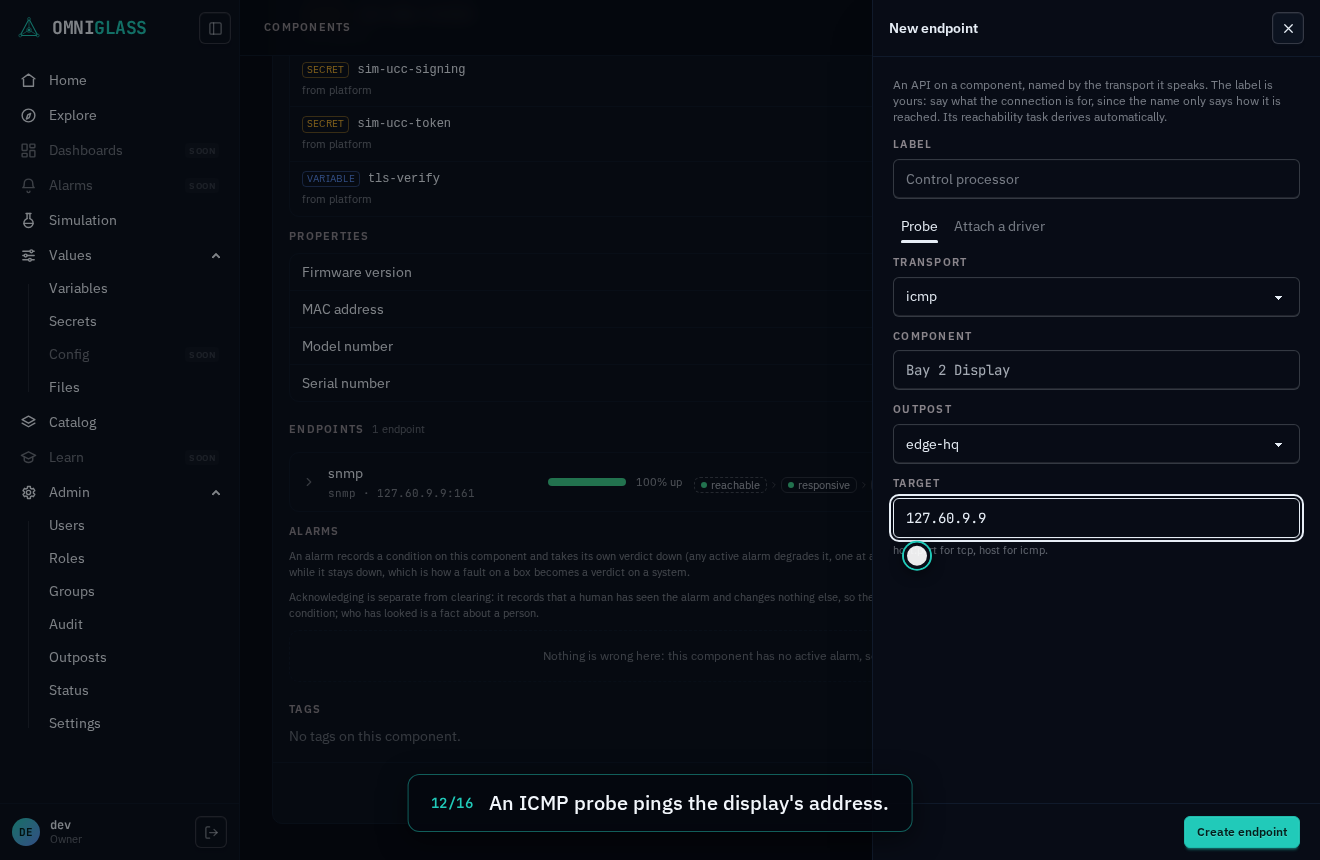 OMNIGLASS
Home
Explore
Dashboards SOON
Alarms SOON
Simulation
Values
Variables
Secrets
Config SOON
Files
Catalog
Learn SOON
Admin
Users
Roles
Groups
Audit
Outposts
Status
Settings
DE dev
Owner
COMPONENTS
SECRET sim-ucc-signing
from platform
SECRET sim-ucc-token
from platform
VARIABLE tls-verify
from platform
PROPERTIES
Firmware version
MAC address
Model number
Serial number
ENDPOINTS 1 endpoint
snmp
snmp · 127.60.9.9:161
100% up
reachable
responsive
ALARMS
An alarm records a condition on this component and takes its own verdict down (any active alarm degrades it, one at a
while it stays down, which is how a fault on a box becomes a verdict on a system.
Acknowledging is separate from clearing: it records that a human has seen the alarm and changes nothing else, so the
condition; who has looked is a fact about a person.
Nothing is wrong here: this component has no active alarm,
TAGS
No tags on this component.
New endpoint
An API on a component, named by the transport it speaks. The label is
yours: say what the connection is for, since the name only says how it is
reached. Its reachability task derives automatically.
LABEL
Control processor
Probe Attach a driver
TRANSPORT
icmp
COMPONENT
Bay 2 Display
OUTPOST
edge-hq
TARGET
127.60.9.9
for tcp, host for icmp.
Create endpoint
12/16 An ICMP probe pings the display's address.